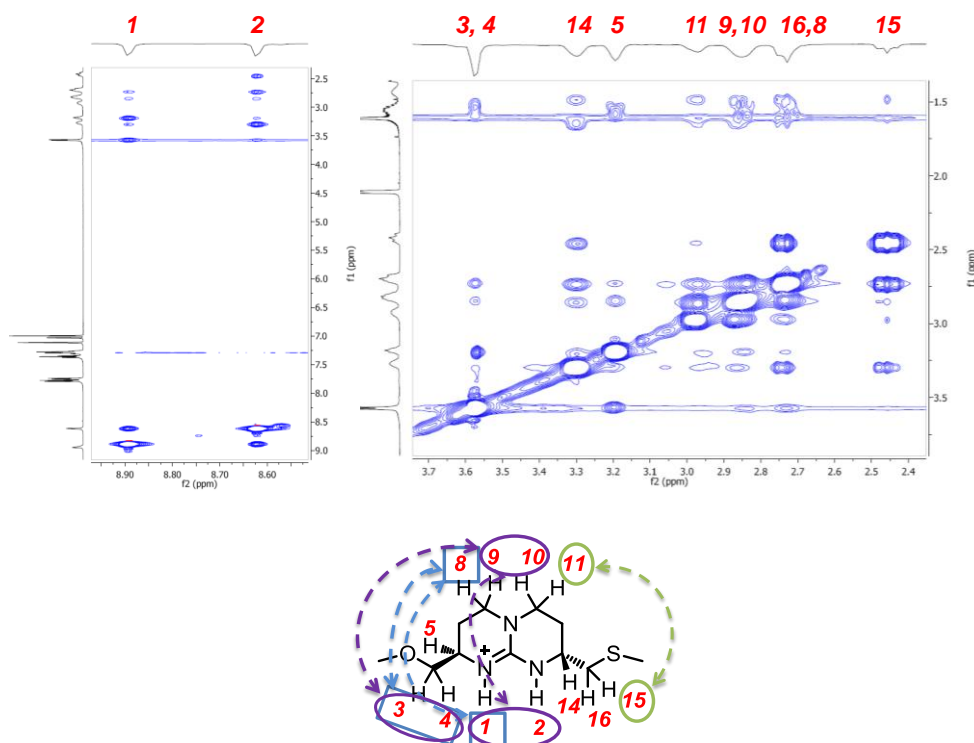 1 2 3, 4 14 5 11 9,10 16,8 15
2.5
3.0
3.5
4.0
4.5
5.0
5.5
6.0
6.5
7.0
7.5
8.0
8.5
9.0
f1 (ppm)
8.90 8.80 8.70 8.60
f2 (ppm)
1.5
2.0
2.5
3.0
3.5
f1 (ppm)
3.7 3.6 3.5 3.4 3.3 3.2 3.1 3.0 2.9 2.8 2.7 2.6 2.5 2.4
f2 (ppm)
8 9 10 11
H H H H
5 N
H + S
O N N H
H H H H H 14 H 15
3 4 1 2 16